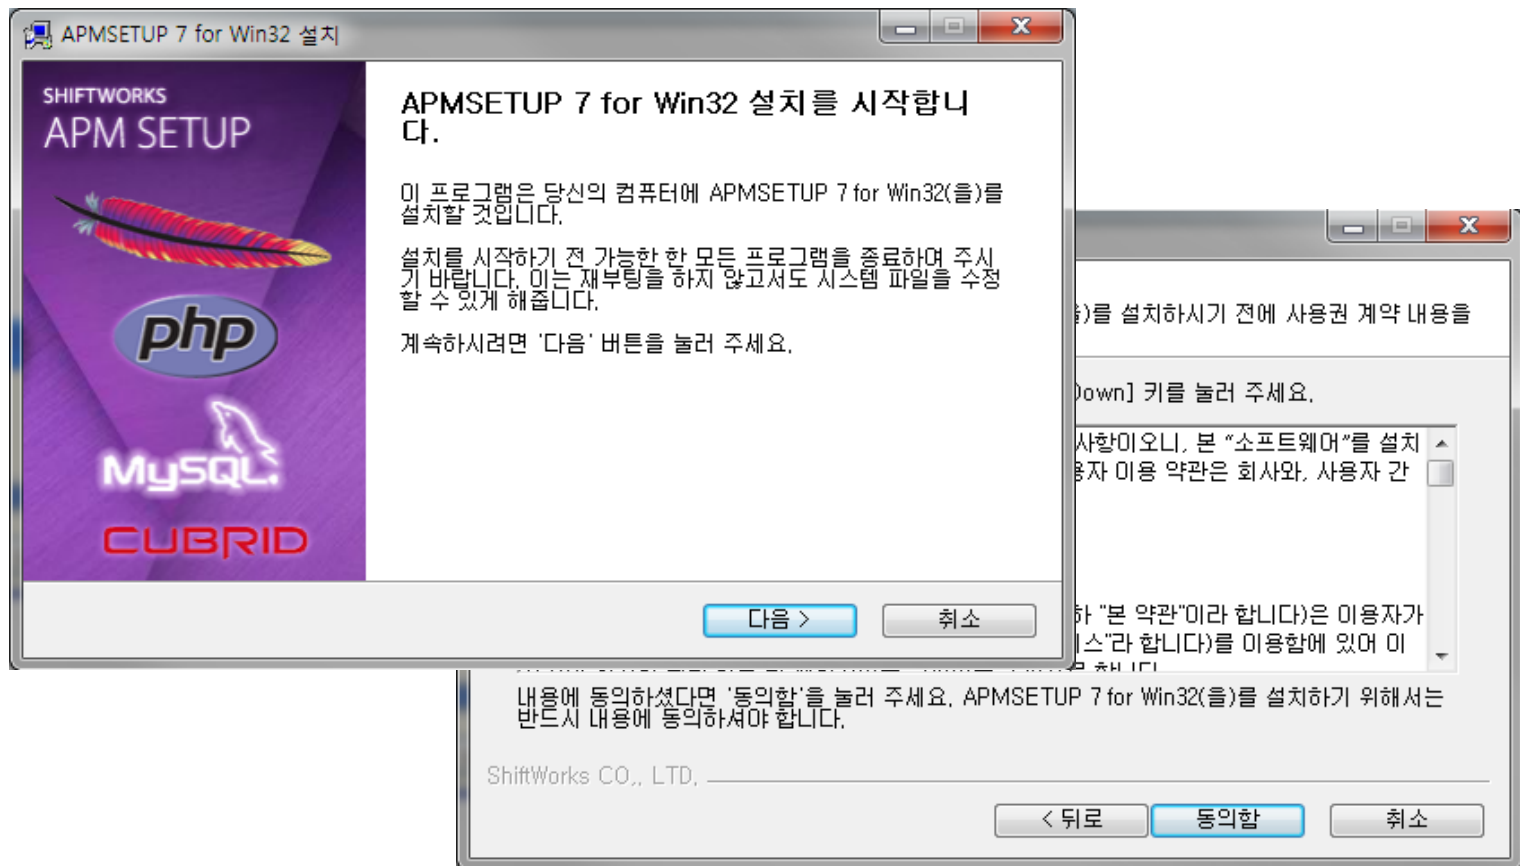 APMSETUP 7 for Win32 설치
SHIFTWORKS
APM SETUP
php
MySQL
CUBRID
APMSETUP 7 for Win32 설치를 시작합니
다.
이 프로그램은 당신의 컴퓨터에 APMSETUP 7 for Win32(을)를
설치할 것입니다.
설치를 시작하기 전 가능한 한 모든 프로그램을 종료하여 주시
기 바랍니다. 이는 재부팅을 하지 않고서도 시스템 파일을 수정
할 수 있게 해줍니다.
계속하시려면 '다음' 버튼을 눌러 주세요.
다음 >
취소
)를 설치하시기 전에 사용권 계약 내용을
Down] 키를 눌러 주세요.
사항이오니, 본 “소프트웨어”를 설치
용자 이용 약관은 회사와, 사용자 간
하 "본 약관"이라 합니다)은 이용자가
스"라 합니다)를 이용함에 있어 이
내용에 동의하셨다면 '동의함'을 눌러 주세요. APMSETUP 7 for Win32(을)를 설치하기 위해서는
반드시 내용에 동의하셔야 합니다.
ShiftWorks CO., LTD.
< 뒤로
동의함
취소